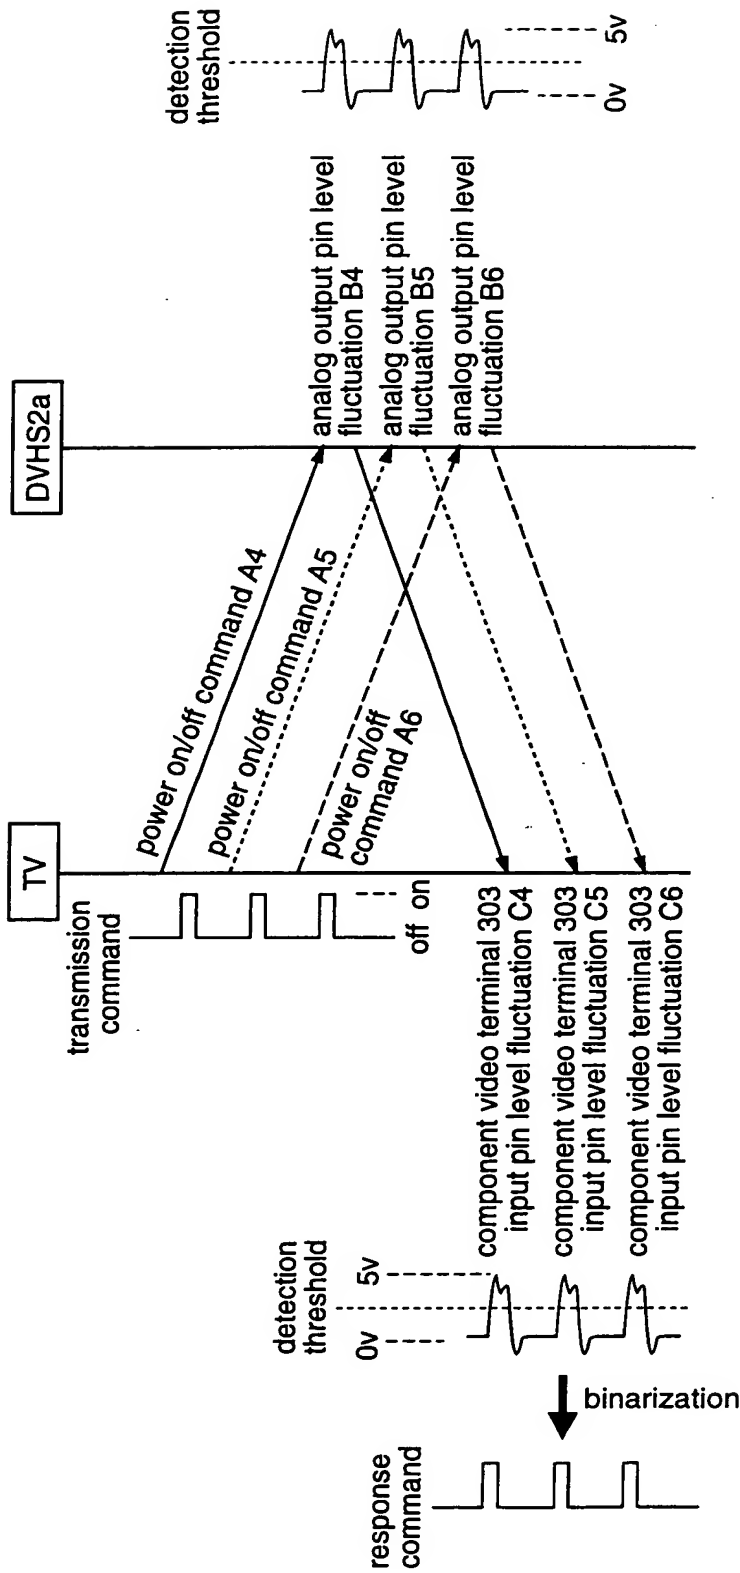 TV
DVHS2a
transmission
command
off
on
power on/off command A4
power on/off command A5
power on/off
command A6
analog output pin level
fluctuation B4
analog output pin level
fluctuation B5
analog output pin level
fluctuation B6
detection
threshold
0v
5v
component video terminal 303
input pin level fluctuation C4
component video terminal 303
input pin level fluctuation C5
component video terminal 303
input pin level fluctuation C6
detection
threshold
0v
5v
binarization
response
command